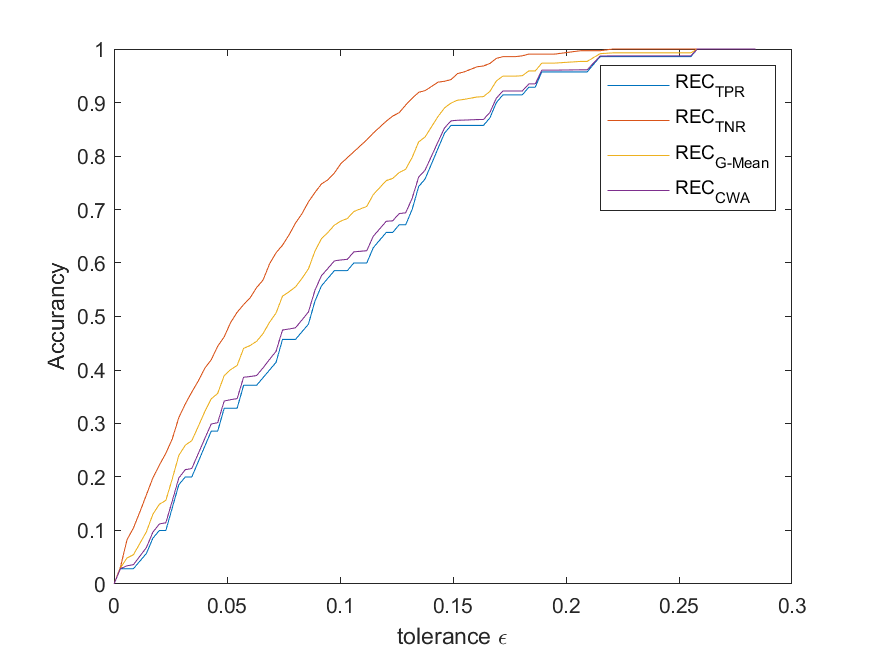 1
0.9
0.8
0.7
0.6
0.5
0.4
0.3
0.2
0.1
0
Accurancy
REC_TPR
REC_TNR
REC_G-Mean
REC_CWA
0 0.05 0.1 0.15 0.2 0.25 0.3
tolerance ϵ